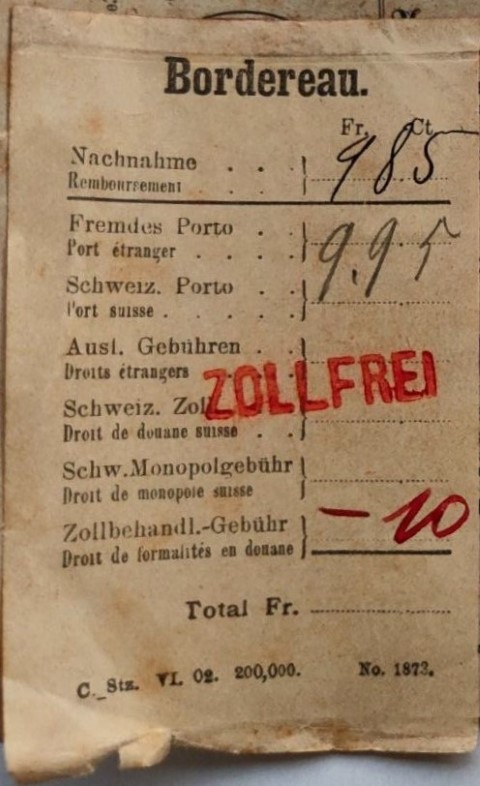 Bordereau.
Fr. Ct.
Nachnahme . . . 9 85
Remboursement . .
Fremdes Porto . .
Port étranger . . . . 9.95
Schweiz. Porto . .
Port suisse . . . . .
Ausl. Gebühren . .
Droits étrangers
ZOLLFREI
Schweiz. Zoll
Droit de douane suisse . .
Schw. Monopolgebühr
Droit de monopole suisse
Zollbehandl.-Gebühr – 10
Droit de formalités en douane
Total Fr.
C. Stz. VI. 02. 200,000. No. 1873.